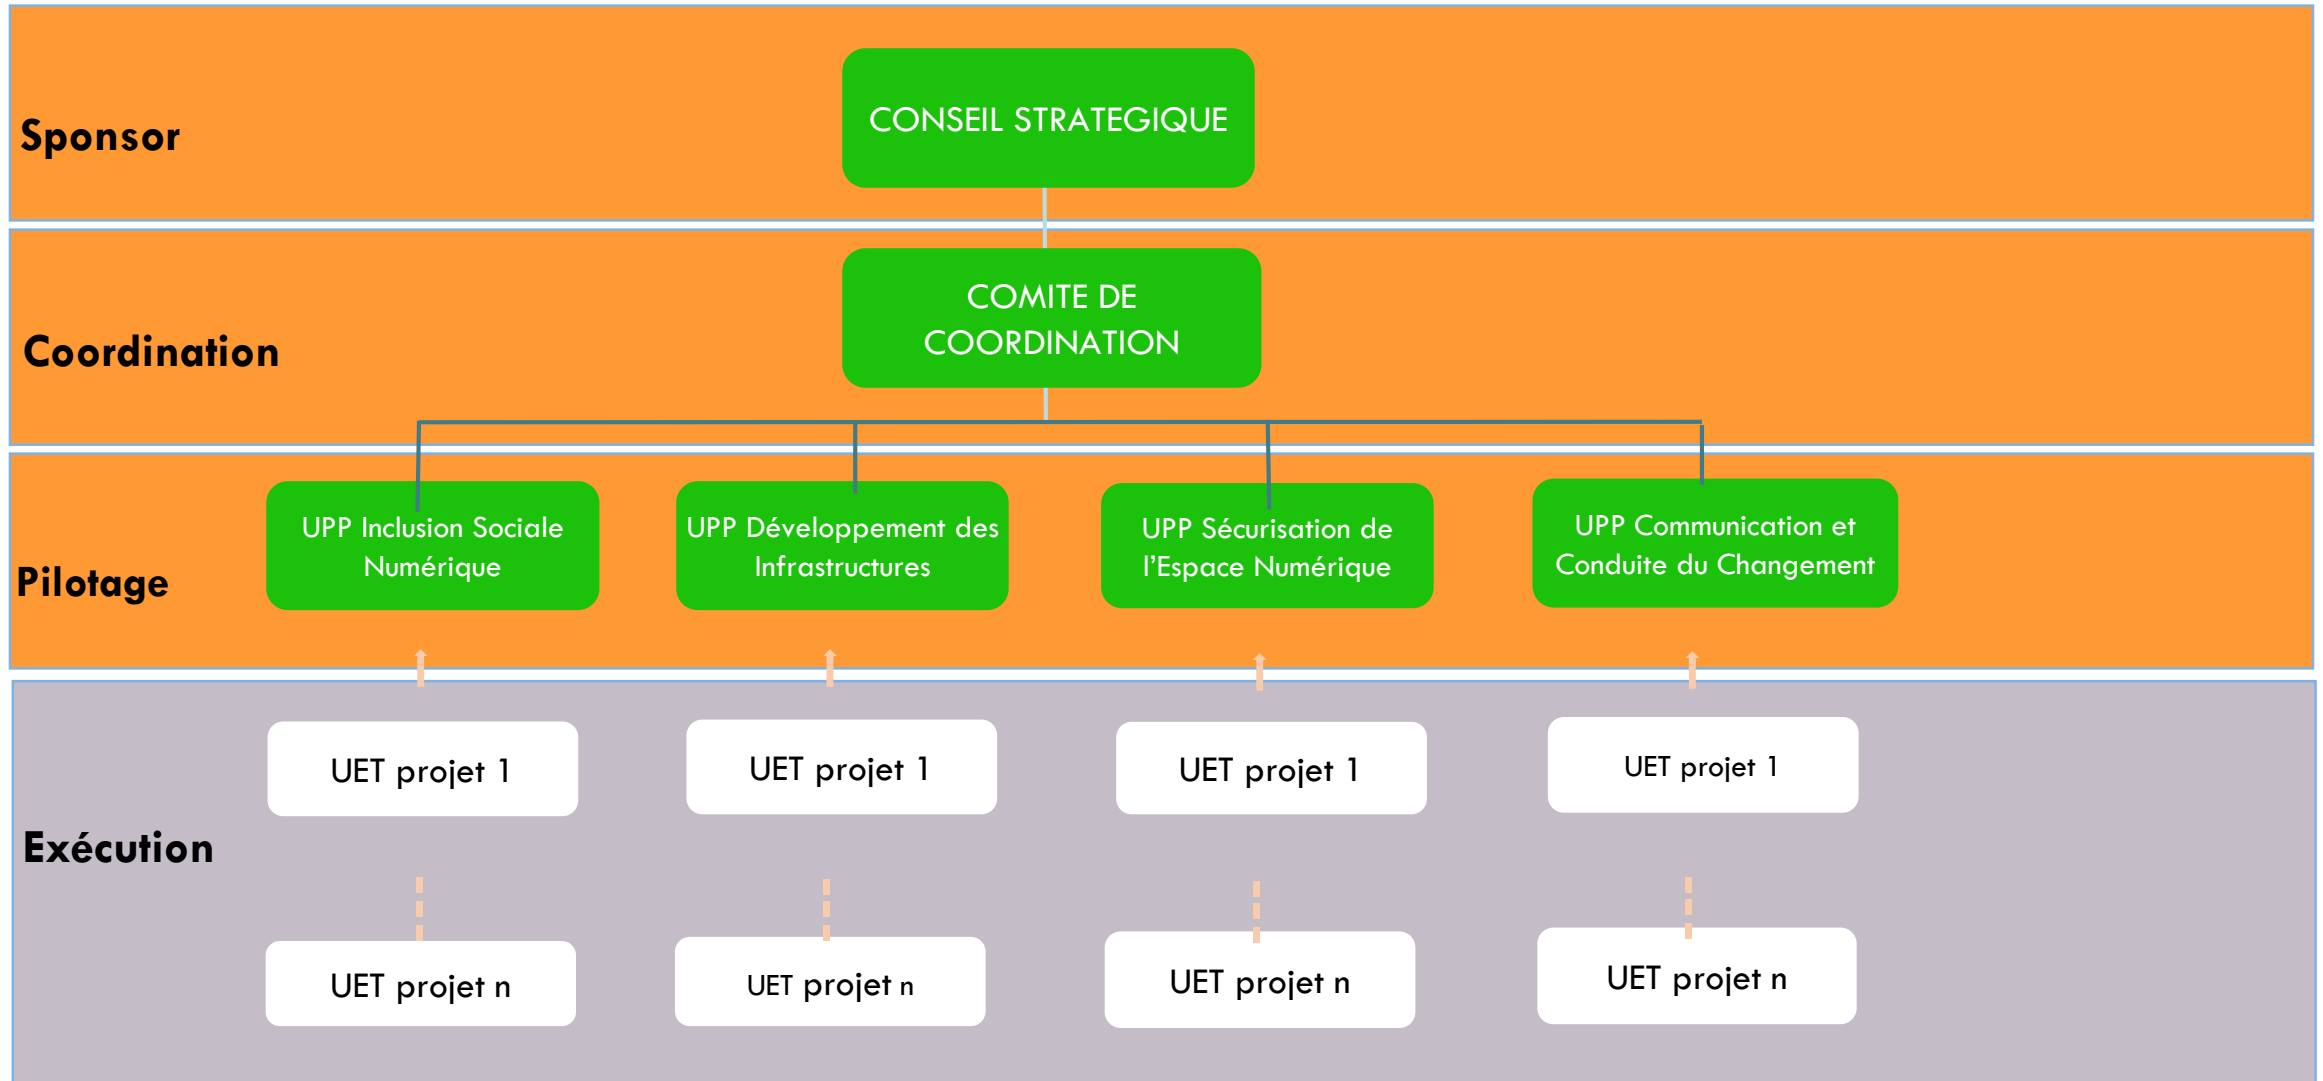 Sponsor
CONSEIL STRATEGIQUE
Coordination
COMITE DE
COORDINATION
Pilotage
UPP Inclusion Sociale
Numérique
UPP Développement des
Infrastructures
UPP Sécurisation de
l’Espace Numérique
UPP Communication et
Conduite du Changement
Exécution
UET projet 1
UET projet 1
UET projet 1
UET projet 1
UET projet n
UET projet n
UET projet n
UET projet n